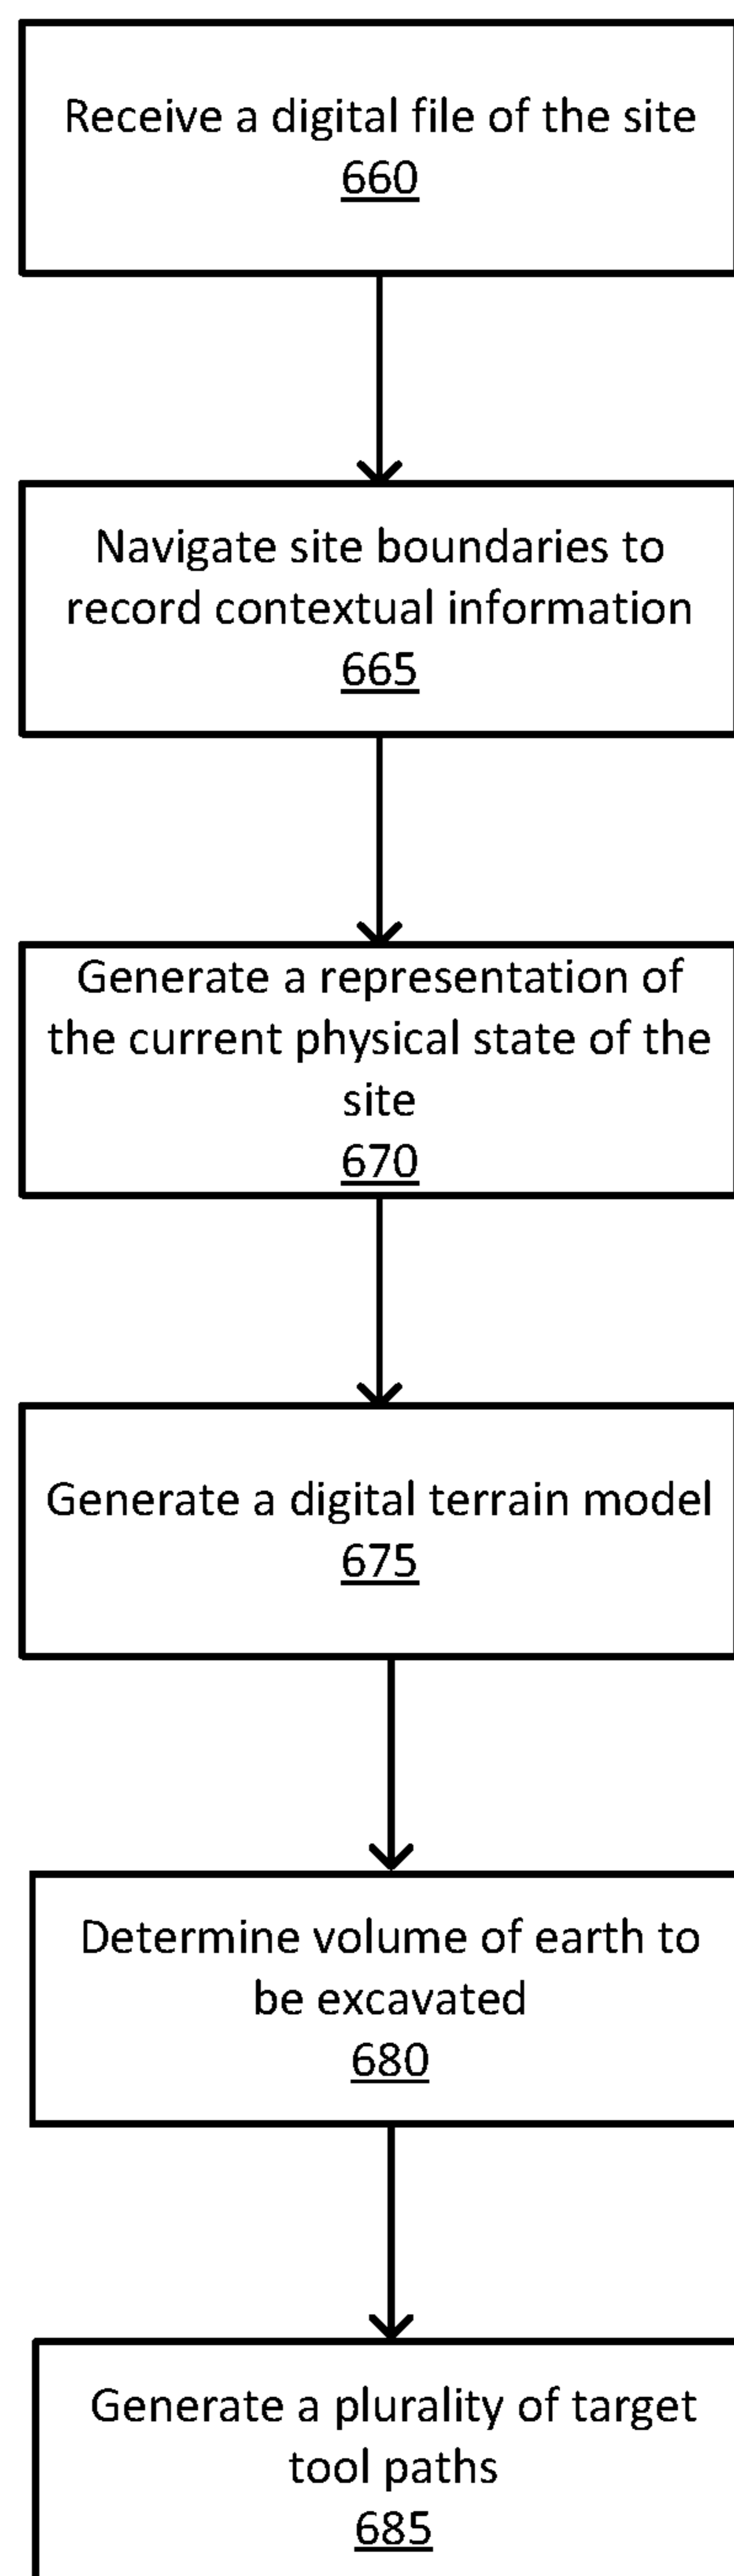 Receive a digital file of the site
660
Navigate site boundaries to
record contextual information
665
Generate a representation of
the current physical state of the
site
670
Generate a digital terrain model
675
Determine volume of earth to
be excavated
680
Generate a plurality of target
tool paths
685